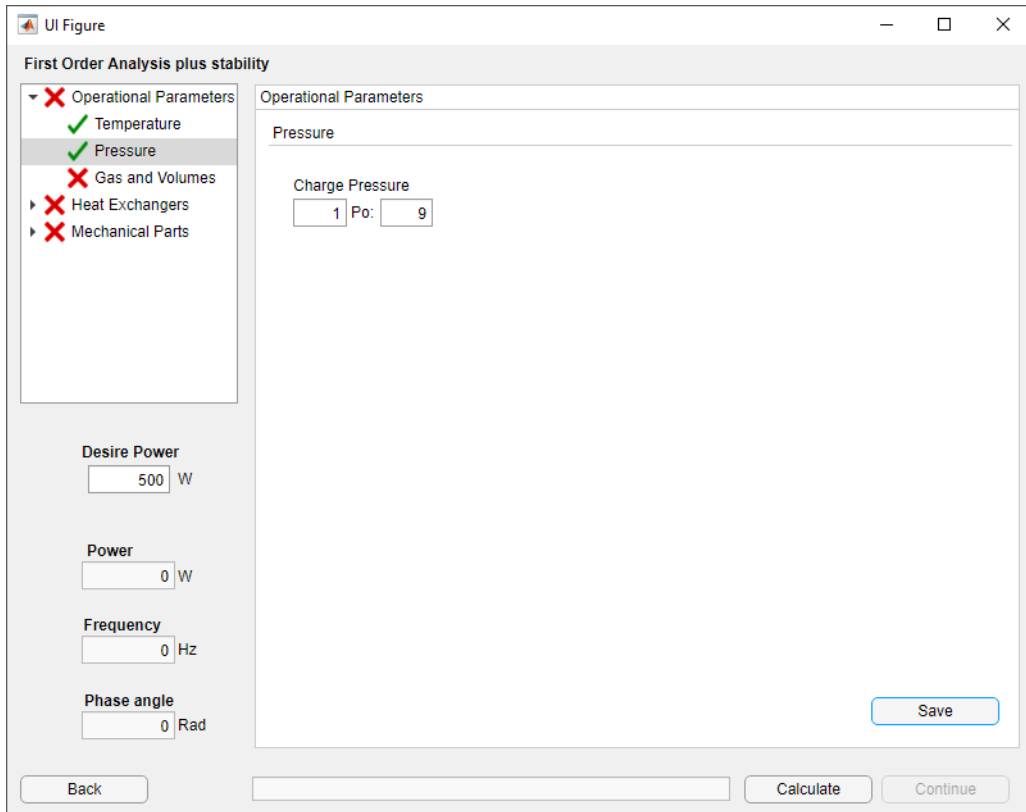 UI Figure
First Order Analysis plus stability
Operational Parameters
Temperature
Pressure
Gas and Volumes
Heat Exchangers
Mechanical Parts
Operational Parameters
Pressure
Charge Pressure
1 Po: 9
Desire Power
500 W
Power
0 W
Frequency
0 Hz
Phase angle
0 Rad
Save
Back
Calculate
Continue